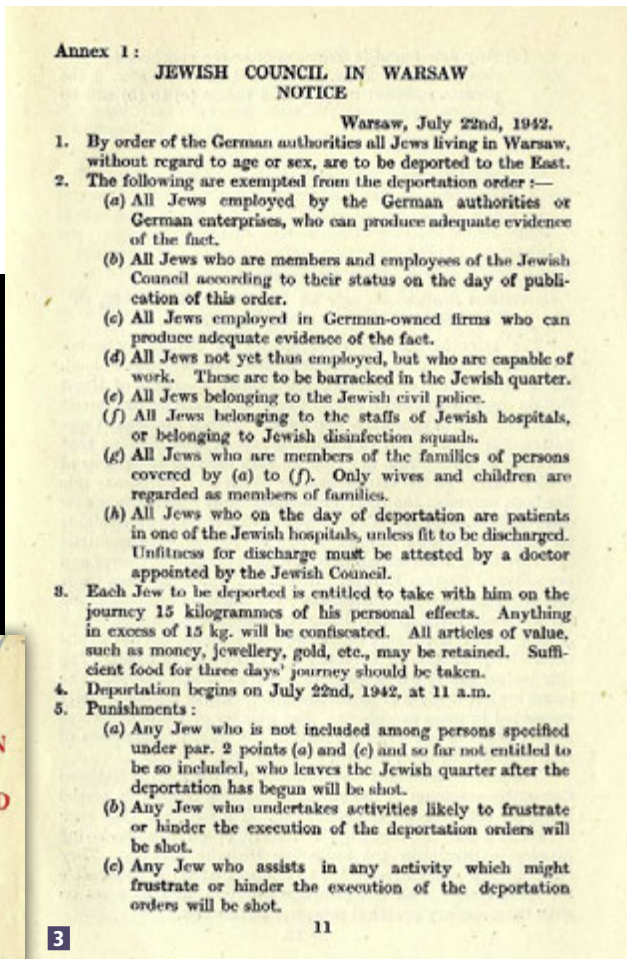 Annex 1:
JEWISH COUNCIL IN WARSAW
NOTICE
Warsaw, July 22nd, 1942.
1. By order of the German authorities all Jews living in Warsaw,
without regard to age or sex, are to be deported to the East.
2. The following are exempted from the deportation order :—
(a) All Jews employed by the German authorities or
German enterprises, who can produce adequate evidence
of the fact.
(b) All Jews who are members and employees of the Jewish
Council according to their status on the day of publi-
cation of this order.
(c) All Jews employed in German-owned firms who can
produce adequate evidence of the fact.
(d) All Jews not yet thus employed, but who are capable of
work. These are to be barracked in the Jewish quarter.
(e) All Jews belonging to the Jewish civil police.
(f) All Jews belonging to the staffs of Jewish hospitals,
or belonging to Jewish disinfection squads.
(g) All Jews who are members of the families of persons
covered by (a) to (f). Only wives and children are
regarded as members of families.
(h) All Jews who on the day of deportation are patients
in one of the Jewish hospitals, unless fit to be discharged.
Unfitness for discharge must be attested by a doctor
appointed by the Jewish Council.
3. Each Jew to be deported is entitled to take with him on the
journey 15 kilogrammes of his personal effects. Anything
in excess of 15 kg. will be confiscated. All articles of value,
such as money, jewellery, gold, etc., may be retained. Suffi-
cient food for three days' journey should be taken.
4. Deportation begins on July 22nd, 1942, at 11 a.m.
5. Punishments :
(a) Any Jew who is not included among persons specified
under par. 2 points (a) and (c) and so far not entitled to
be so included, who leaves the Jewish quarter after the
deportation has begun will be shot.
(b) Any Jew who undertakes activities likely to frustrate
or hinder the execution of the deportation orders will
be shot.
(c) Any Jew who assists in any activity which might
frustrate or hinder the execution of the deportation
orders will be shot.
11
N
D
3